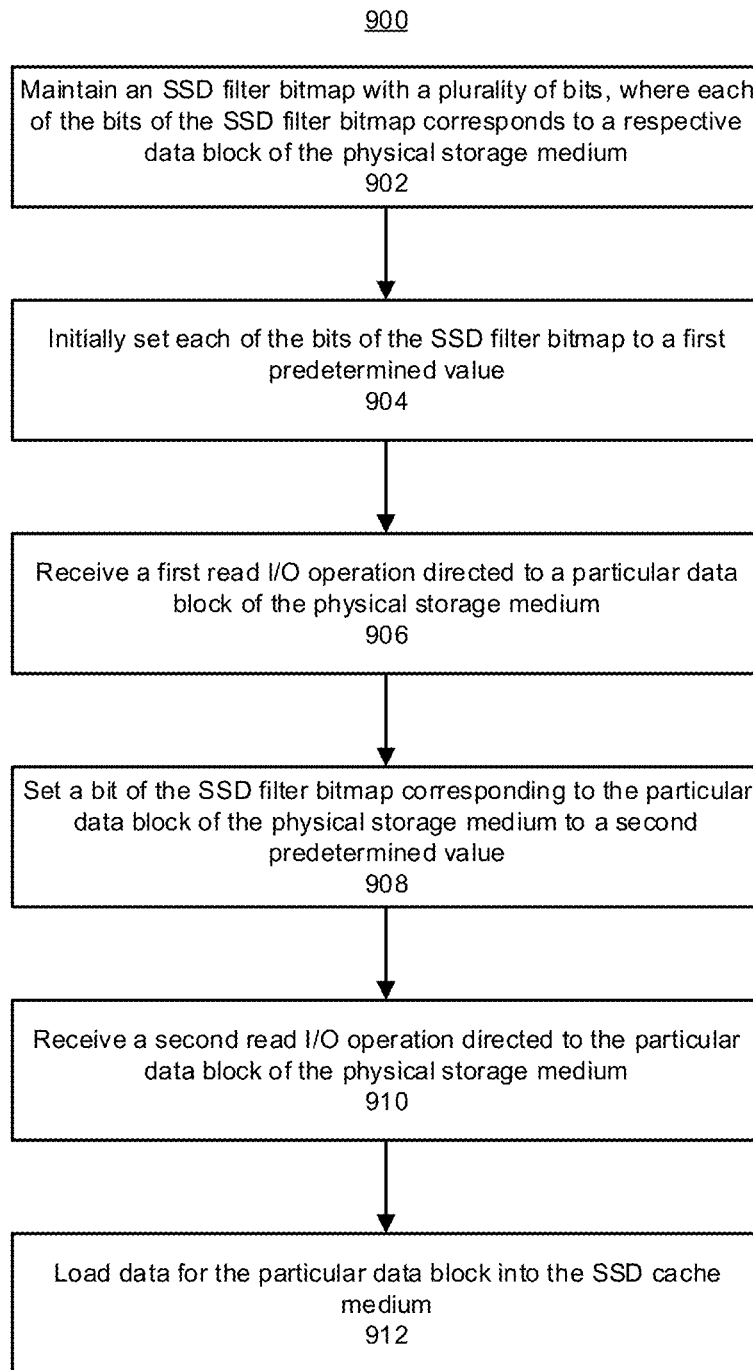 900
Maintain an SSD filter bitmap with a plurality of bits, where each
of the bits of the SSD filter bitmap corresponds to a respective
data block of the physical storage medium
902
Initially set each of the bits of the SSD filter bitmap to a first
predetermined value
904
Receive a first read I/O operation directed to a particular data
block of the physical storage medium
906
Set a bit of the SSD filter bitmap corresponding to the particular
data block of the physical storage medium to a second
predetermined value
908
Receive a second read I/O operation directed to the particular
data block of the physical storage medium
910
Load data for the particular data block into the SSD cache
medium
912